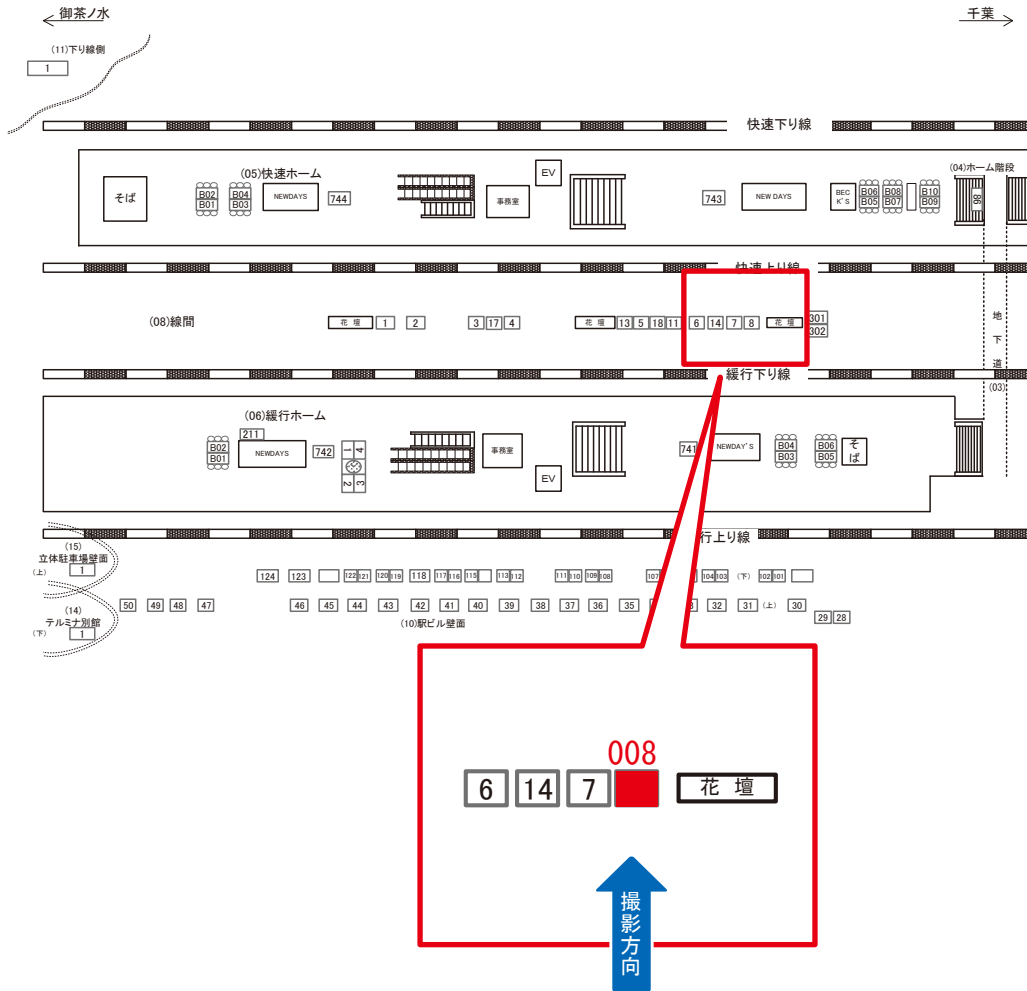 御茶ノ水
千葉
(11)下り線側
1
快速下り線
(05)快速ホーム
(04)ホーム階段
そば
B02 B04
B01 B03
NEWDAYS
744
事務室
EV
743
NEW DAYS
BEC
K'S
B06 B08 B10
B05 B07 B09
86
快速上り線
(08)線間
花 壇 1 2 3 17 4 花 壇 13 5 18 11 6 14 7 8 花 壇 301
302
地下道
(03)
緩行下り線
(06)緩行ホーム
211
B02
B01
NEWDAYS
742
1 4
2 3
事務室
EV
741
NEWDAY'S
B04 B06
B03 B05
そば
行上り線
(15)
立体駐車場壁面
(上) 1
124 123 122 121 120 119 118 117 116 115 113 112 111 110 109 108 107 104 103 (下) 102 101
50 49 48 47 46 45 44 43 42 41 40 39 38 37 36 35 32 31 (上) 30
29 28
(14)
テルミナ別館
(下) 1
(10)駅ビル壁面
008
6 14 7 花 壇
撮影方向